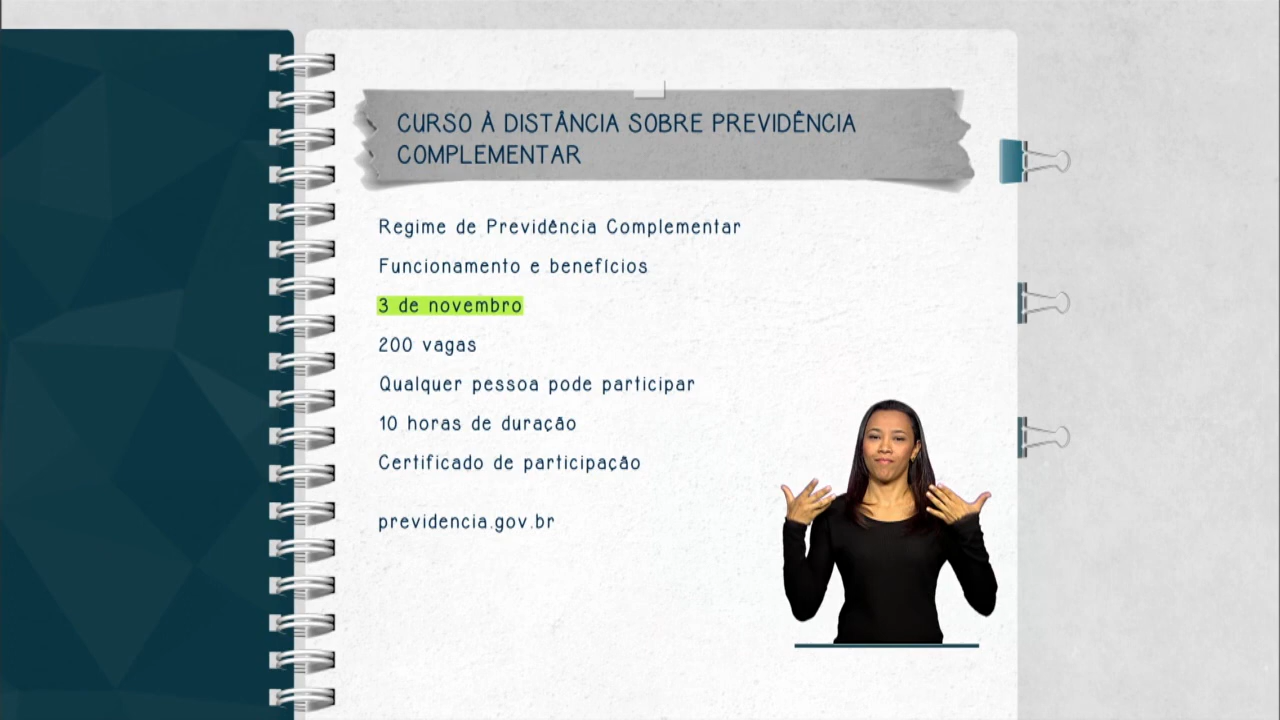 CURSO À DISTÂNCIA SOBRE PREVIDÊNCIA
COMPLEMENTAR
Regime de Previdência Complementar
Funcionamento e benefícios
3 de novembro
200 vagas
Qualquer pessoa pode participar
10 horas de duração
Certificado de participação
previdencia.gov.br